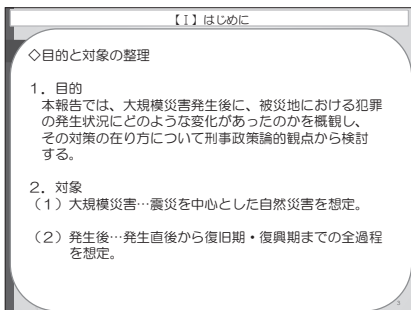 【Ⅰ】はじめに
◇目的と対象の整理
1．目的
本報告では、大規模災害発生後に、被災地における犯罪
の発生状況にどのような変化があったのかを概観し、
その対策の在り方について刑事政策論的観点から検討
する。
2．対象
（1）大規模災害…震災を中心とした自然災害を想定。
（2）発生後…発生直後から復旧期・復興期までの全過程
を想定。
3